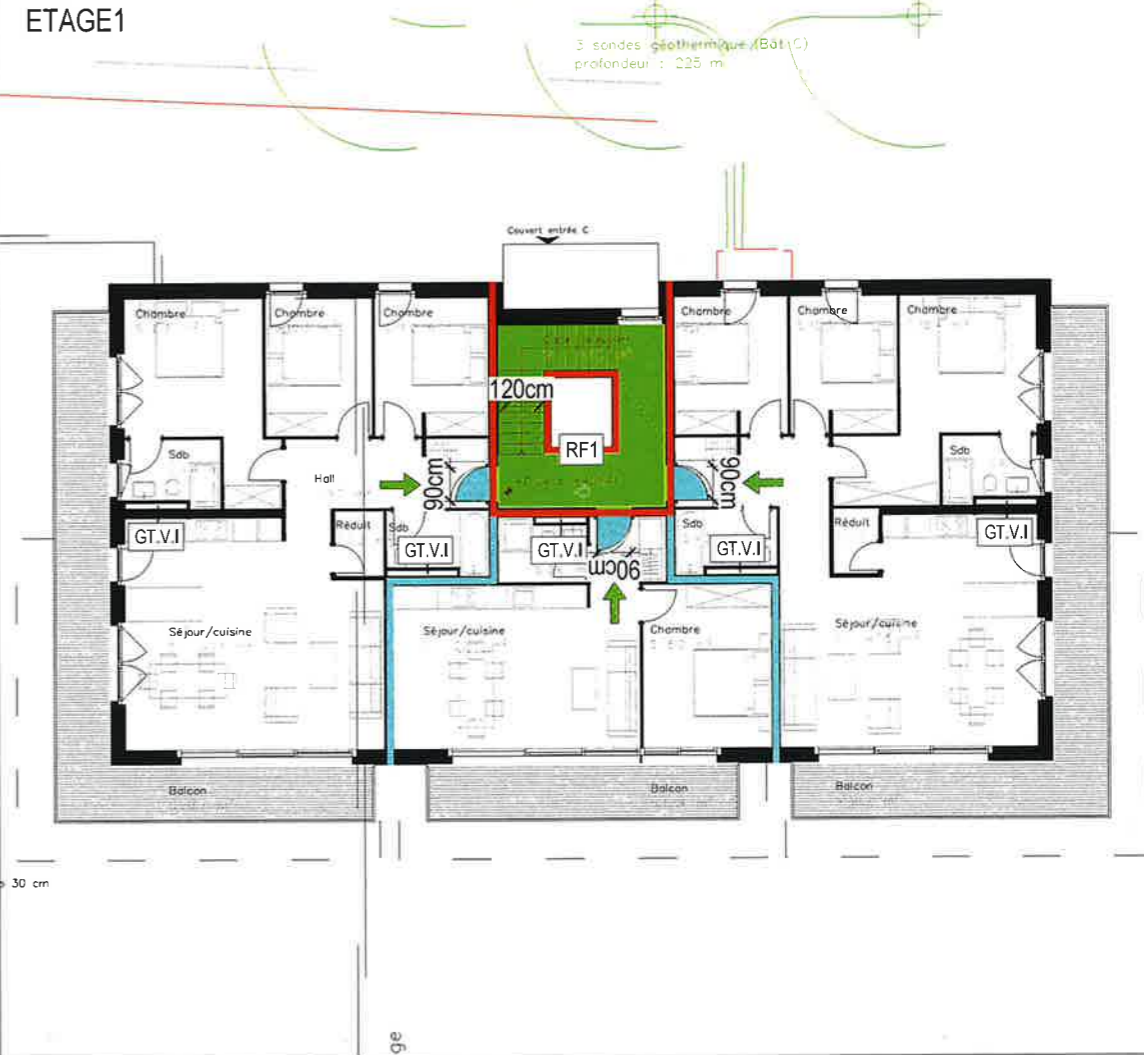 ETAGE1
3 sondes géothermique (Bât C)
profondeur : 225 m
Couvert entrée C
Chambre
Chambre
Chambre
Chambre
Chambre
Chambre
120cm
RF1
Sdb
Hall
90cm
90cm
Sdb
Réduit
Sdb
Sdb
Réduit
GT.V.I
GT.V.I
GT.V.I
GT.V.I
GT.V.I
90cm
Séjour/cuisine
Séjour/cuisine
Chambre
Séjour/cuisine
Balcon
Balcon
Balcon
30 cm
ge